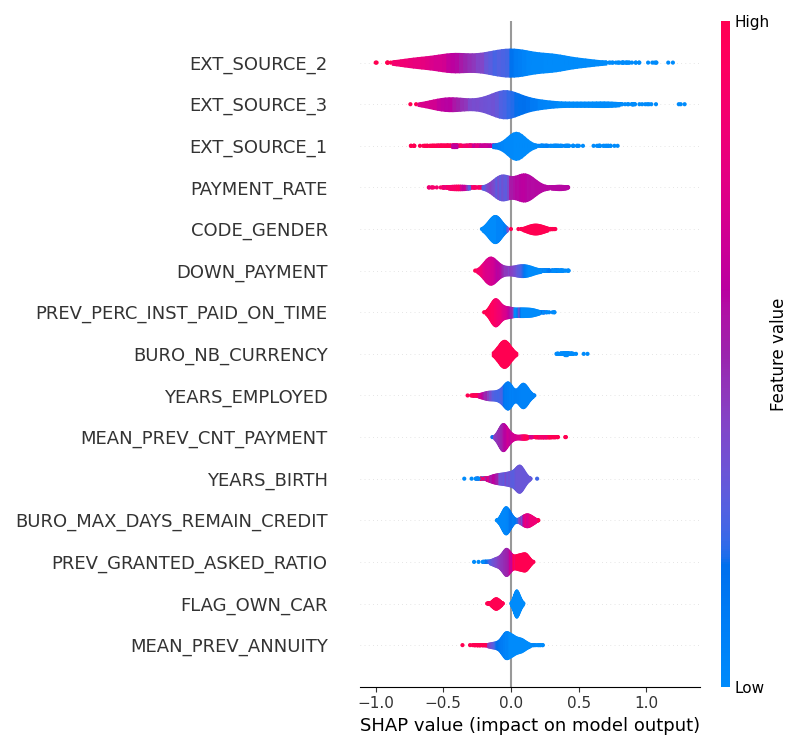 High
EXT_SOURCE_2
EXT_SOURCE_3
EXT_SOURCE_1
PAYMENT_RATE
CODE_GENDER
DOWN_PAYMENT
PREV_PERC_INST_PAID_ON_TIME
BURO_NB_CURRENCY
YEARS_EMPLOYED
MEAN_PREV_CNT_PAYMENT
YEARS_BIRTH
BURO_MAX_DAYS_REMAIN_CREDIT
PREV_GRANTED_ASKED_RATIO
FLAG_OWN_CAR
MEAN_PREV_ANNUITY
Feature value
Low
−1.0 −0.5 0.0 0.5 1.0
SHAP value (impact on model output)